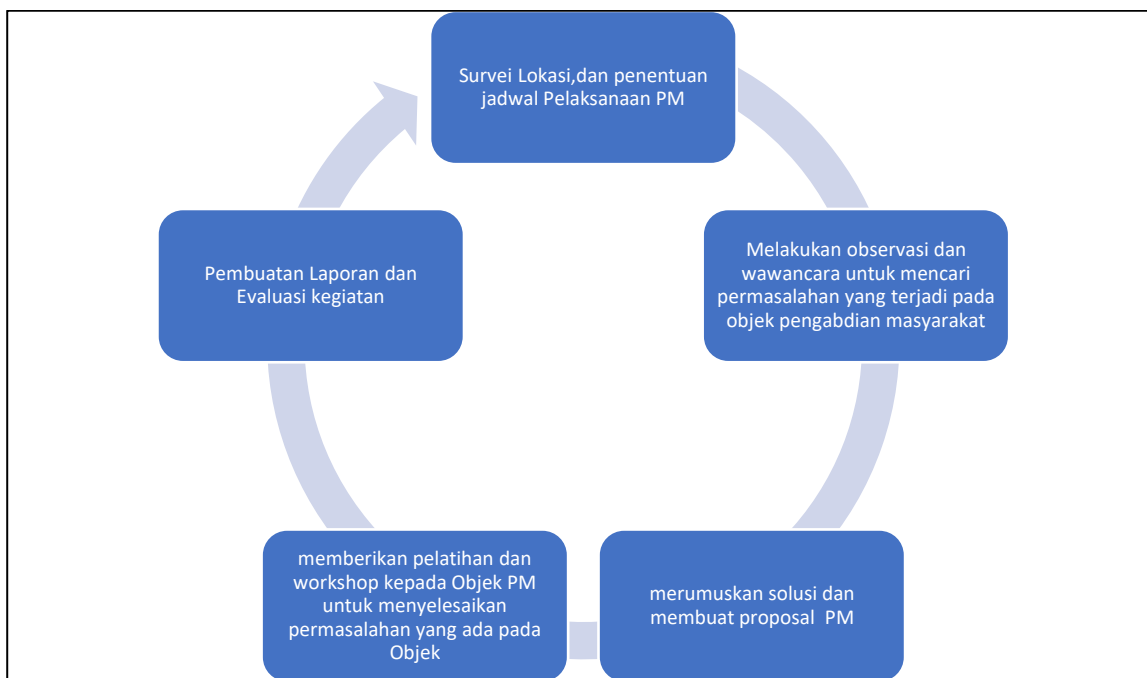 Survei Lokasi,dan penentuan
jadwal Pelaksanaan PM
Melakukan observasi dan
wawancara untuk mencari
permasalahan yang terjadi pada
objek pengabdian masyarakat
merumuskan solusi dan
membuat proposal  PM
memberikan pelatihan dan
workshop kepada Objek PM
untuk menyelesaikan
permasalahan yang ada pada
Objek
Pembuatan Laporan dan
Evaluasi kegiatan